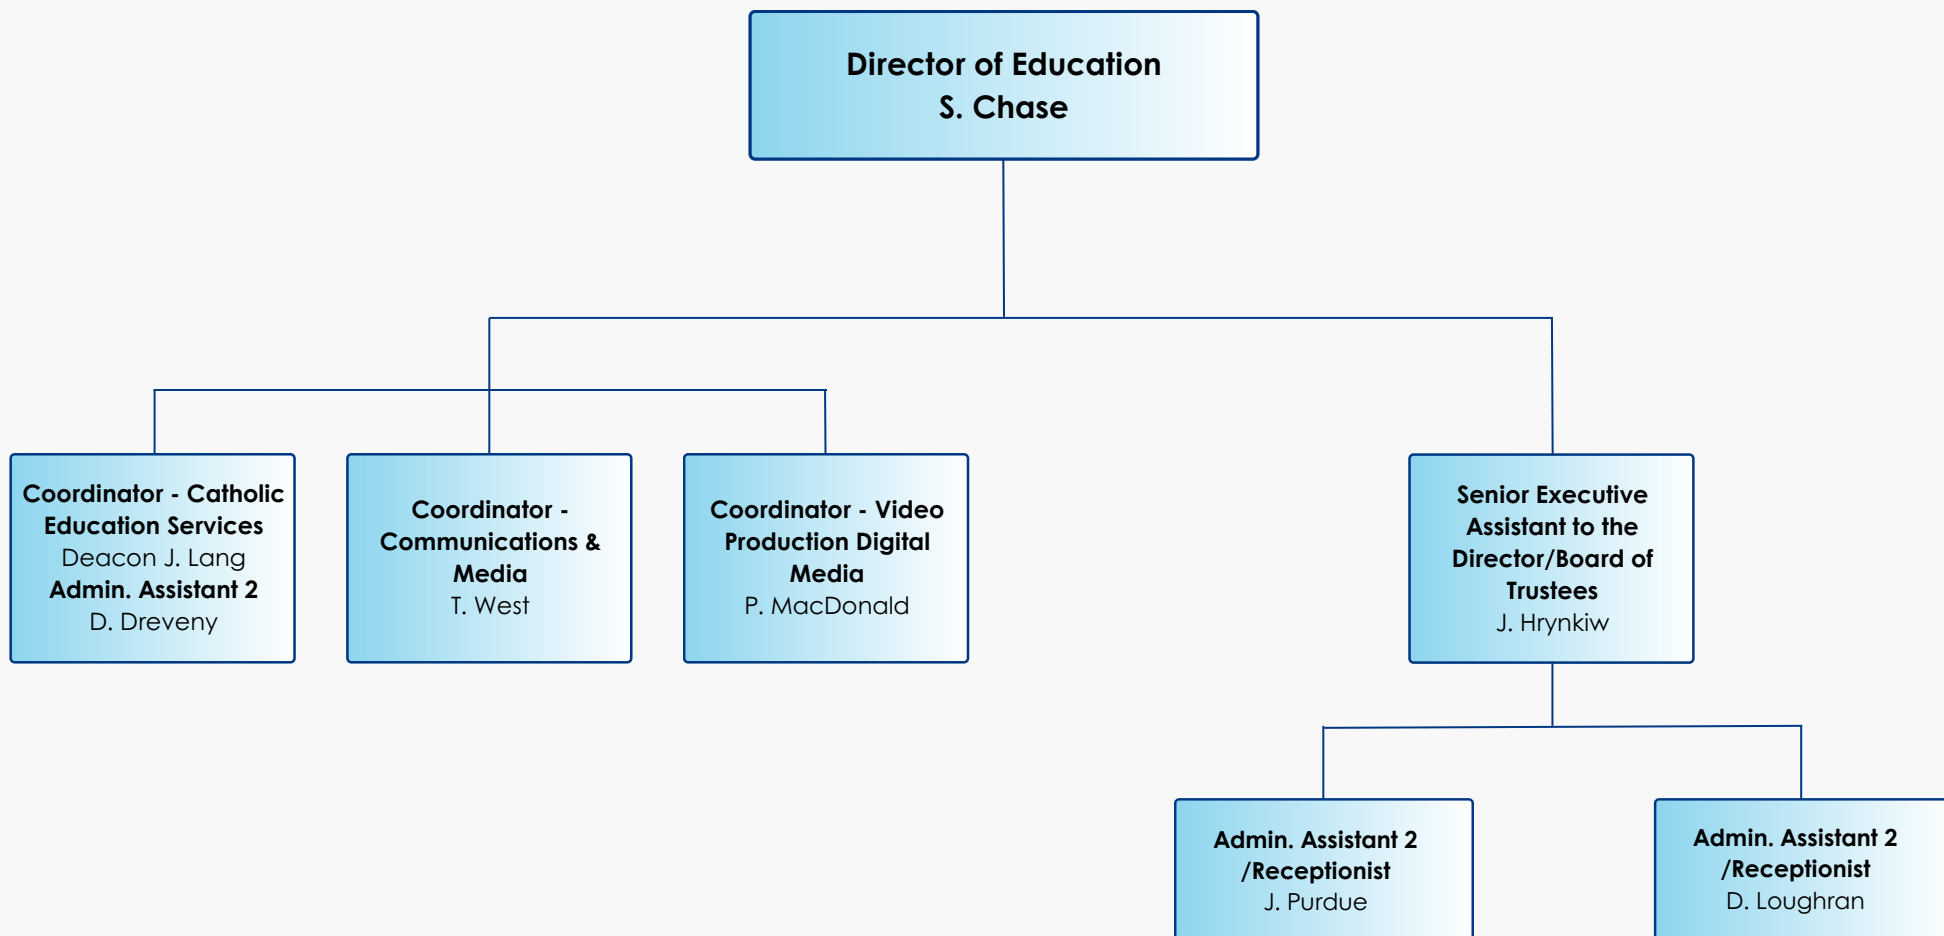 Director of Education
S. Chase
Coordinator - Catholic
Education Services
Deacon J. Lang
Admin. Assistant 2
D. Dreveny
Coordinator -
Communications &
Media
T. West
Coordinator - Video
Production Digital
Media
P. MacDonald
Senior Executive
Assistant to the
Director/Board of
Trustees
J. Hrynkiw
Admin. Assistant 2
/Receptionist
J. Purdue
Admin. Assistant 2
/Receptionist
D. Loughran